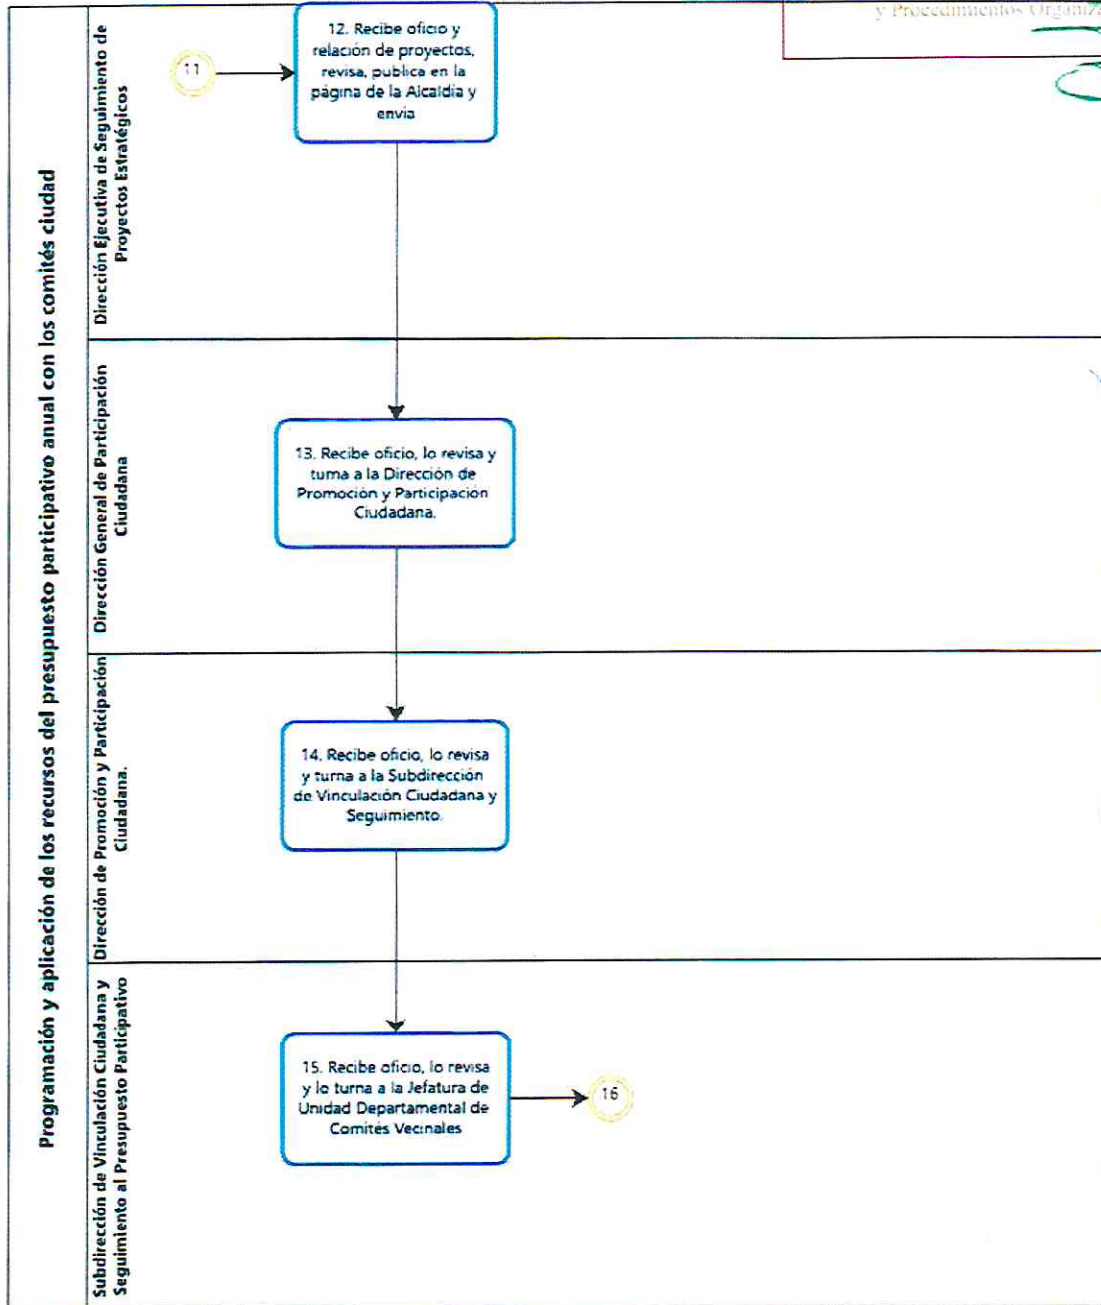 y Procedimientos
Programación y aplicación de los recursos del presupuesto participativo anual con los comités ciudad
Dirección Ejecutiva de Seguimiento de
Proyectos Estratégicos
11
12. Recibe oficio y
relación de proyectos,
revisa, publica en la
página de la Alcaldía y
envía
Dirección General de Participación
Ciudadana
13. Recibe oficio, lo revisa y
turna a la Dirección de
Promoción y Participación
Ciudadana.
Dirección de Promoción y Participación
Ciudadana.
14. Recibe oficio, lo revisa
y turna a la Subdirección
de Vinculación Ciudadana y
Seguimiento.
Subdirección de Vinculación Ciudadana y
Seguimiento al Presupuesto Participativo
15. Recibe oficio, lo revisa
y lo turna a la Jefatura de
Unidad Departamental de
Comités Vecinales
16